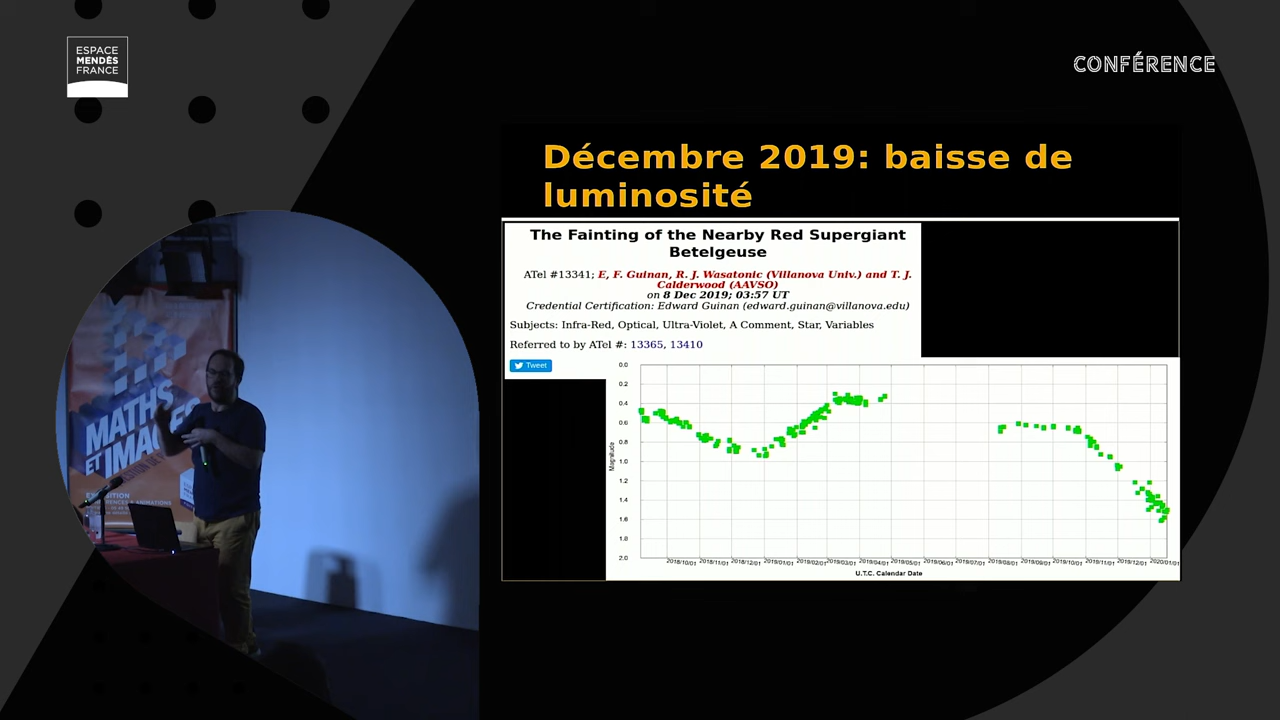 ESPACE
MENDÈS
FRANCE
CONFÉRENCE
Décembre 2019: baisse de
luminosité
The Fainting of the Nearby Red Supergiant
Betelgeuse
ATel #13341; E, F. Guinan, R. J. Wasatonic (Villanova Univ.) and T. J.
Calderwood (AAVSO)
on 8 Dec 2019; 03:57 UT
Credential Certification: Edward Guinan (edward.guinan@villanova.edu)
Subjects: Infra-Red, Optical, Ultra-Violet, A Comment, Star, Variables
Referred to by ATel #: 13365, 13410
Tweet
0.0
0.2
0.4
0.6
0.8
1.0
1.2
1.4
1.6
1.8
2.0
Magnitude
2018/10/01 2018/11/01 2018/12/01 2019/01/01 2019/02/01 2019/03/01 2019/04/01 2019/05/01 2019/06/01 2019/07/01 2019/08/01 2019/09/01 2019/10/01 2019/11/01 2019/12/01 2020/01/01
U.T.C. Calendar Date
MATHS
ET IMAGES